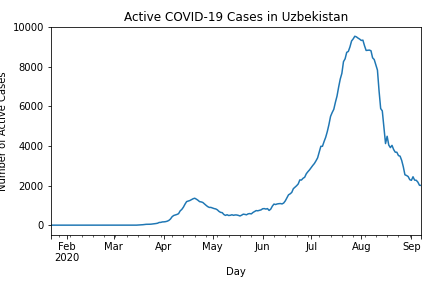 Active COVID-19 Cases in Uzbekistan
Number of Active Cases
10000
8000
6000
4000
2000
0
Feb Mar Apr May Jun Jul Aug Sep
2020
Day